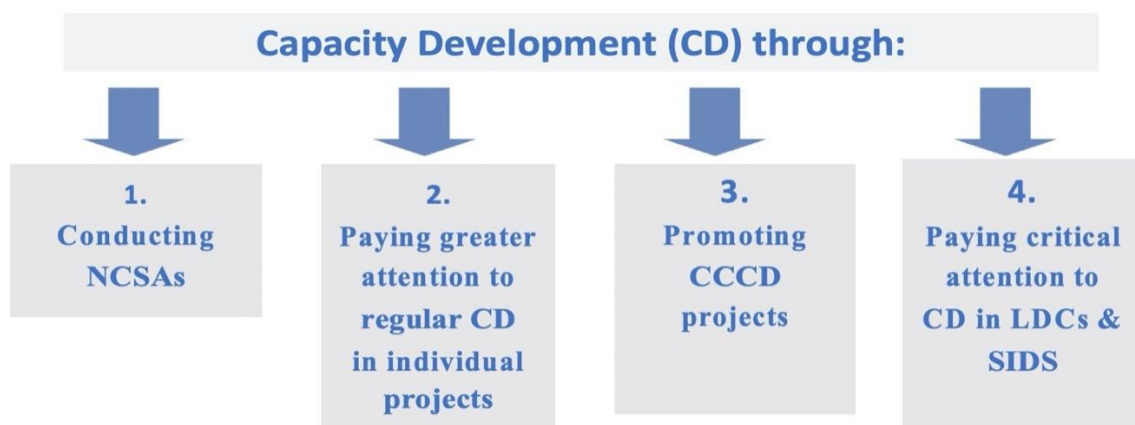 Capacity Development (CD) through:
1.
Conducting
NCSAs
2.
Paying greater
attention to
regular CD
in individual
projects
3.
Promoting
CCCD
projects
4.
Paying critical
attention to
CD in LDCs &
SIDS